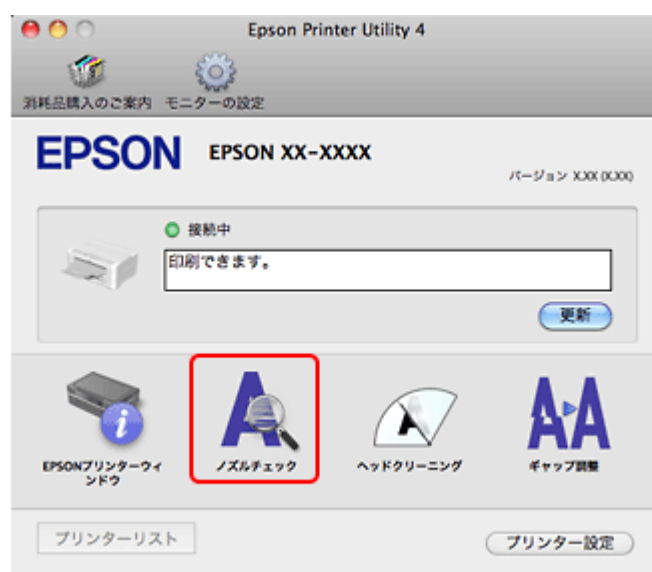 Epson Printer Utility 4
消耗品購入のご案内 モニターの設定
EPSON EPSON XX-XXXX
バージョン X.XX (X.XX)
接続中
印刷できます。
更新
EPSONプリンターウィ
ンドウ
ノズルチェック
ヘッドクリーニング
ギャップ調整
プリンターリスト
プリンター設定